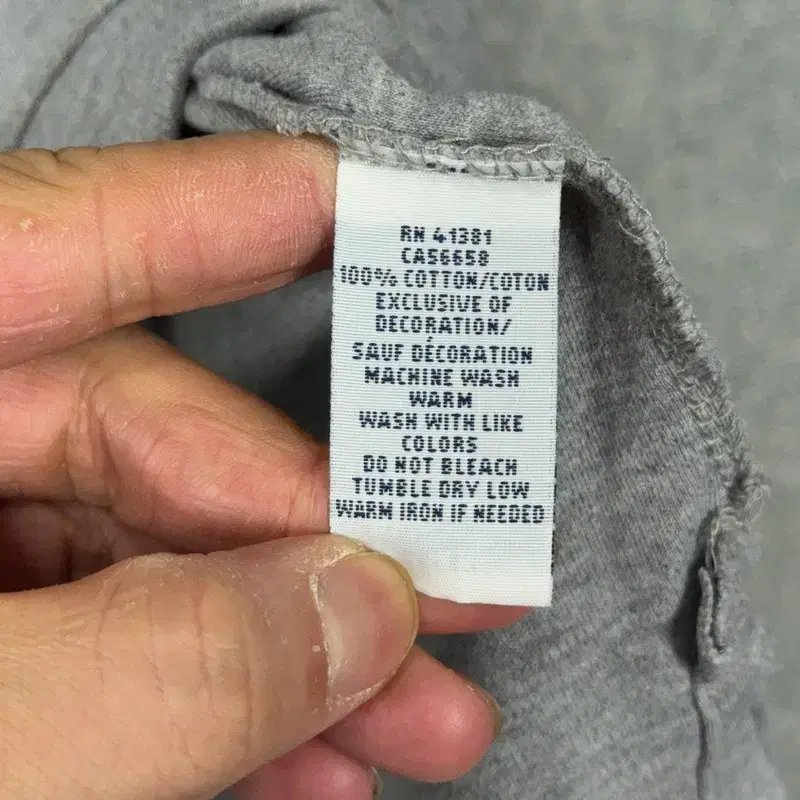 RN 41381
CA56658
100% COTTON/COTON
EXCLUSIVE OF
DECORATION/
SAUF DÉCORATION
MACHINE WASH
WARM
WASH WITH LIKE
COLORS
DO NOT BLEACH
TUMBLE DRY LOW
WARM IRON IF NEEDED